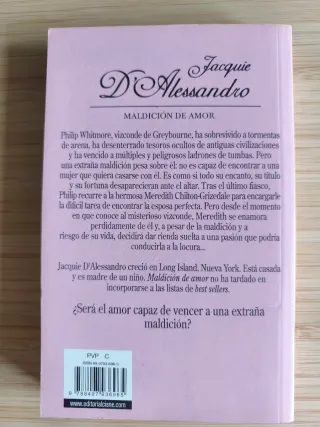 Jacquie
D'Alessandro
MALDICIÓN DE AMOR
Philip Whitmore, vizconde de Greybourne, ha sobrevivido a tormentas
de arena, ha desenterrado tesoros ocultos de antiguas civilizaciones
y ha vencido a múltiples y peligrosos ladrones de tumbas. Pero
una extraña maldición pesa sobre él: no es capaz de encontrar a una
mujer que quiera casarse con él. Es como si todo su encanto, su título
y su fortuna desaparecieran ante el altar. Tras el último fiasco,
Philip recurre a la hermosa Meredith Chilton-Grizedale para encargarle
la difícil tarea de encontrar la esposa perfecta. Pero desde el momento
en que conoce al misterioso vizconde, Meredith se enamora
perdidamente de él y, a pesar de la maldición y a
riesgo de su vida, decidirá dar rienda suelta a una pasión que podría
conducirla a la locura...
Jacquie D'Alessandro creció en Long Island, Nueva York. Está casada
y es madre de un niño. Maldición de amor no ha tardado en
incorporarse a las listas de best sellers.
¿Será el amor capaz de vencer a una extraña
maldición?
PVP €
www.editorialcisne.com